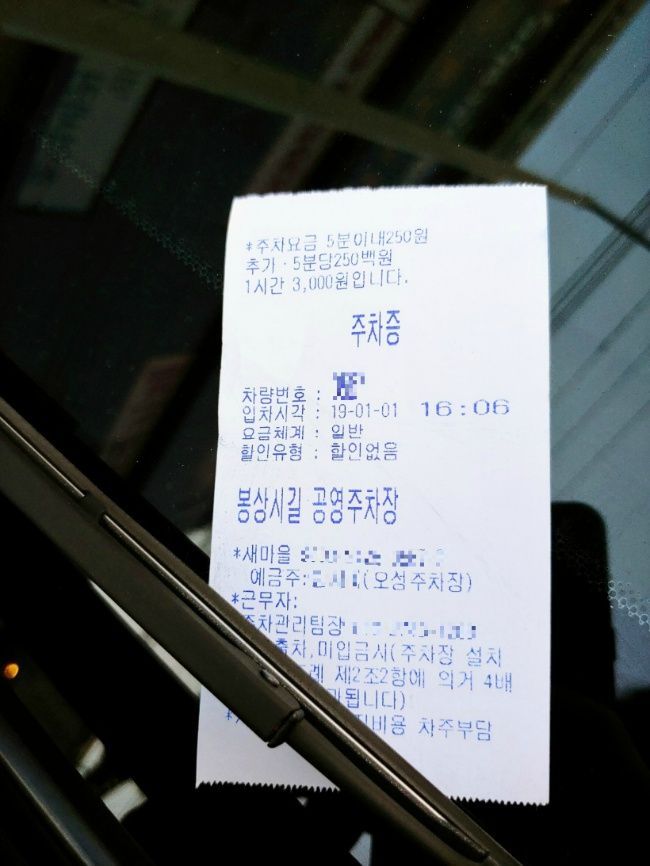 *주차요금 5분이내250원
추가·5분당250백원
1시간 3,000원입니다.
주차증
차량번호 :
입차시각 : 19-01-01 16:06
요금체계 : 일반
할인유형 : 할인없음
봉상시길 공영주차장
*새마을
예금주: (오성주차장)
*근무자:
주차관리팀장
출차,미입금시(주차장 설치
제2조2항에 의거 4배
과됩니다)
차주부담